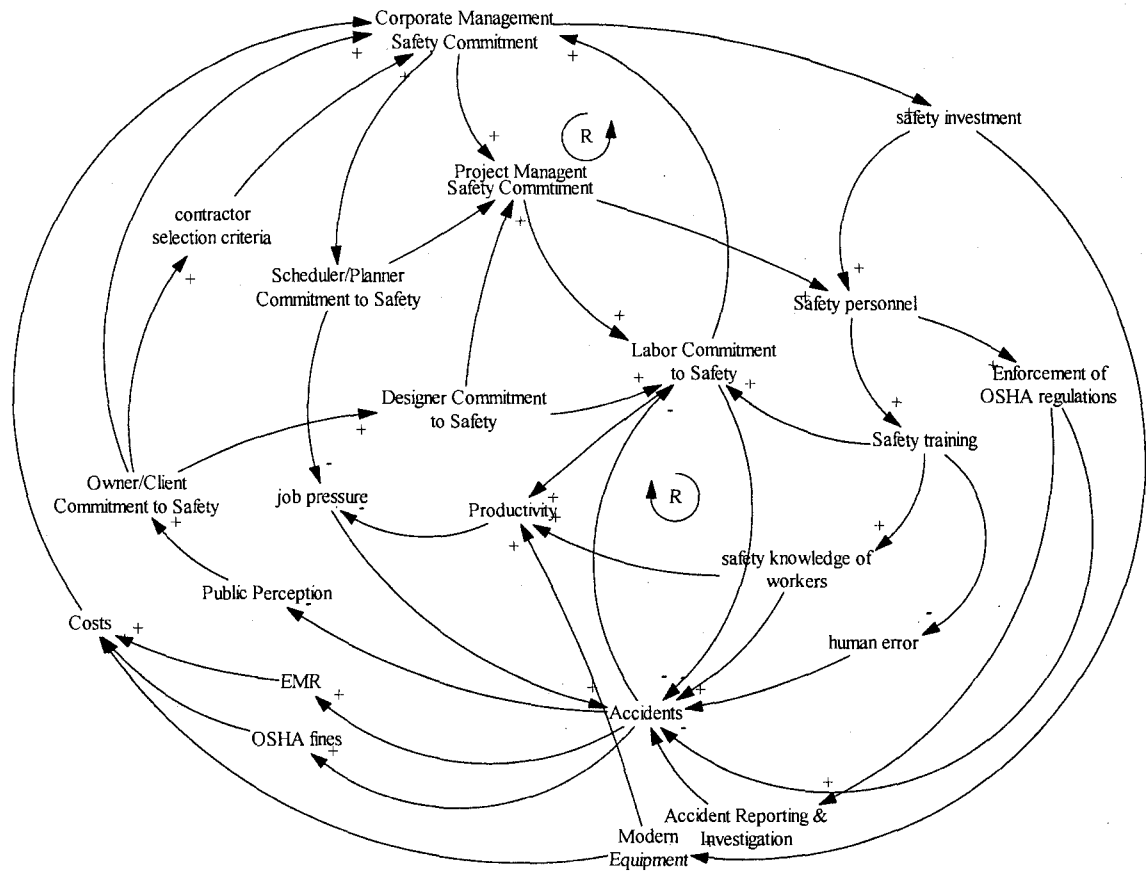 Corporate Management
Safety Commitment
+
+
+
+
safety investment
R
+
Project Managent
Safety Commtiment
+
contractor
selection criteria
+
Scheduler/Planner
Commitment to Safety
+
+
Safety personnel
+
Labor Commitment
to Safety
+
Enforcement of
OSHA regulations
Designer Commitment
to Safety
+
+
-
+
+
Safety training
Owner/Client
Commitment to Safety
+
-
job pressure
-
R
Productivity
+
+
+
+
safety knowledge of
workers
Public Perception
-
Costs
+
+
-
human error
EMR
+
-
-
+
+
Accidents
-
OSHA fines
+
+
Accident Reporting &
Investigation
+
Modern
Equipment